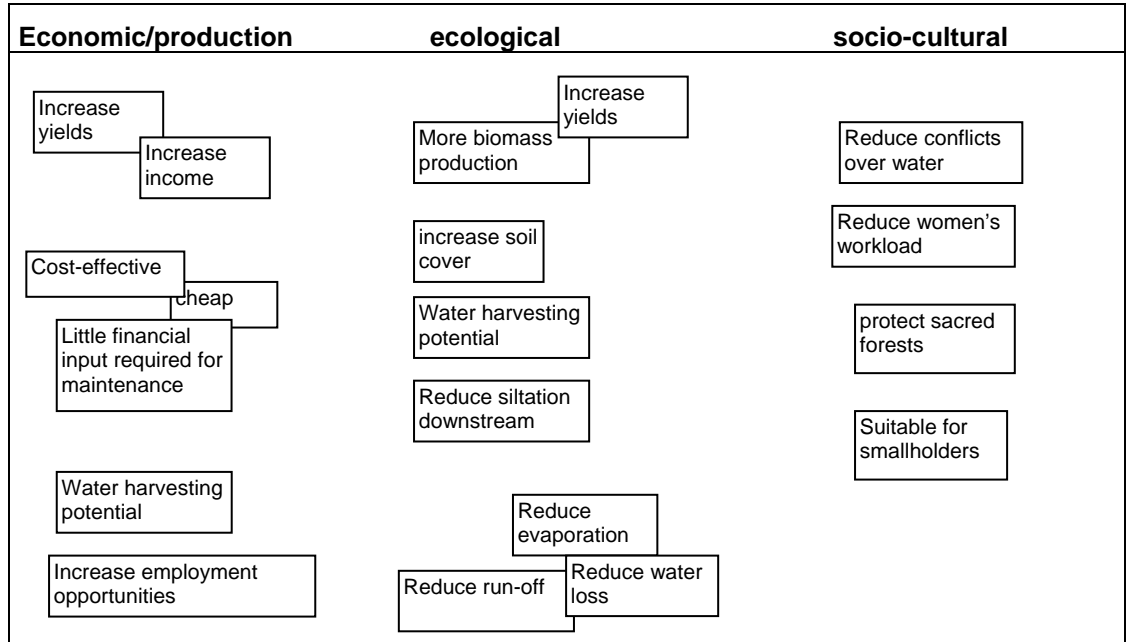 Economic/production
ecological
socio-cultural
Increase
yields
Increase
income
Cost-effective
cheap
Little financial
input required for
maintenance
Water harvesting
potential
Increase employment
opportunities
Increase
yields
More biomass
production
increase soil
cover
Water harvesting
potential
Reduce siltation
downstream
Reduce
evaporation
Reduce run-off
Reduce water
loss
Reduce conflicts
over water
Reduce women's
workload
protect sacred
forests
Suitable for
smallholders